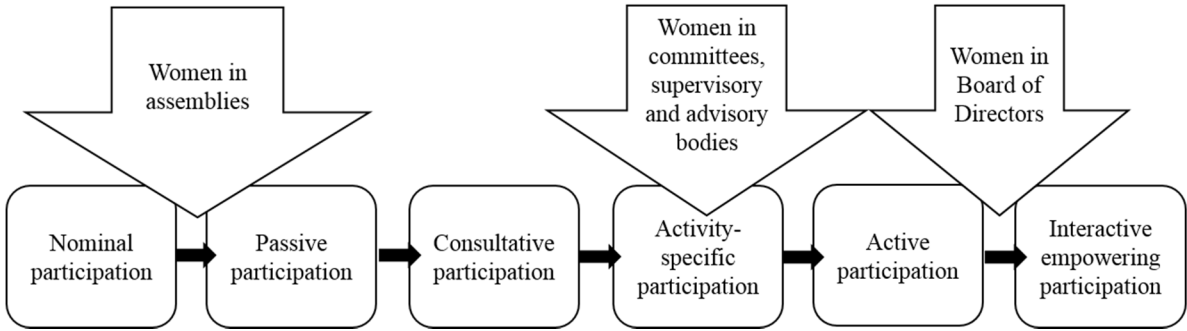 Women in
assemblies
Women in
committees,
supervisory
and advisory
bodies
Women in
Board of
Directors
Nominal
participation
Passive
participation
Consultative
participation
Activity-
specific
participation
Active
participation
Interactive
empowering
participation